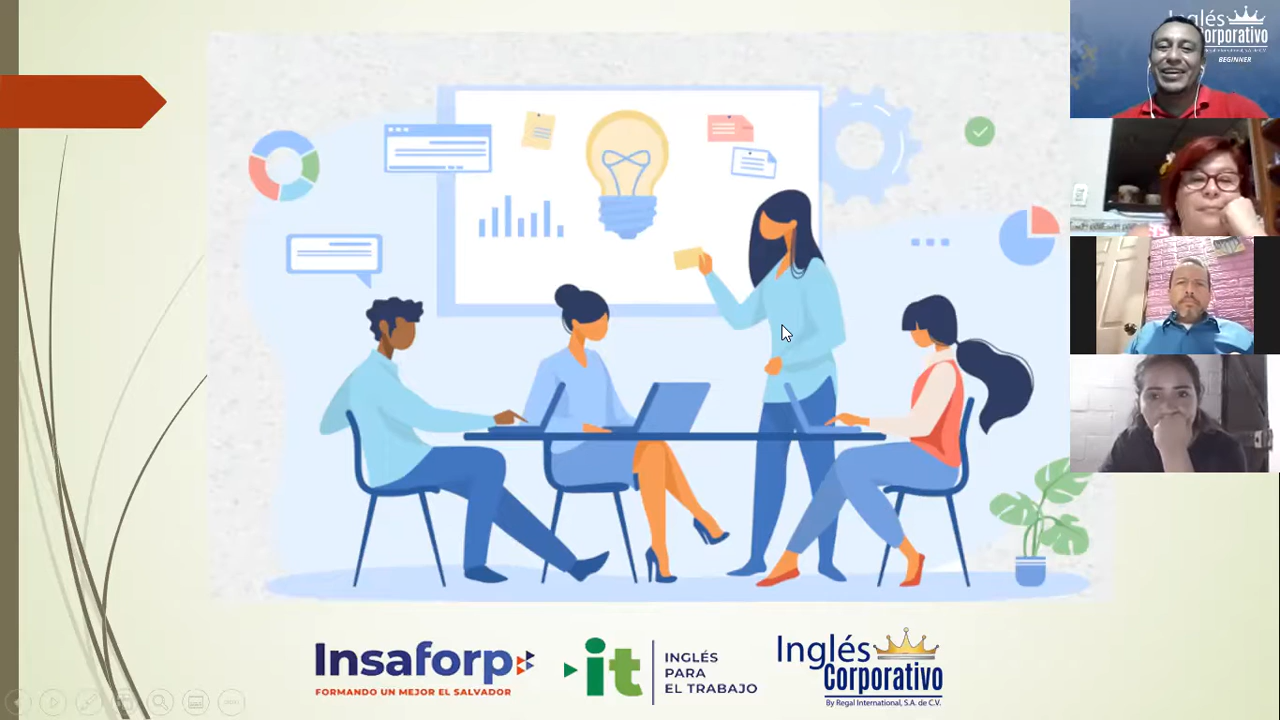 Inglés
Corporativo
BEGINNER
Insaforp
FORMANDO UN MEJOR EL SALVADOR
it
INGLÉS
PARA
EL TRABAJO
Inglés
Corporativo
By Regal International, S.A. de C.V.